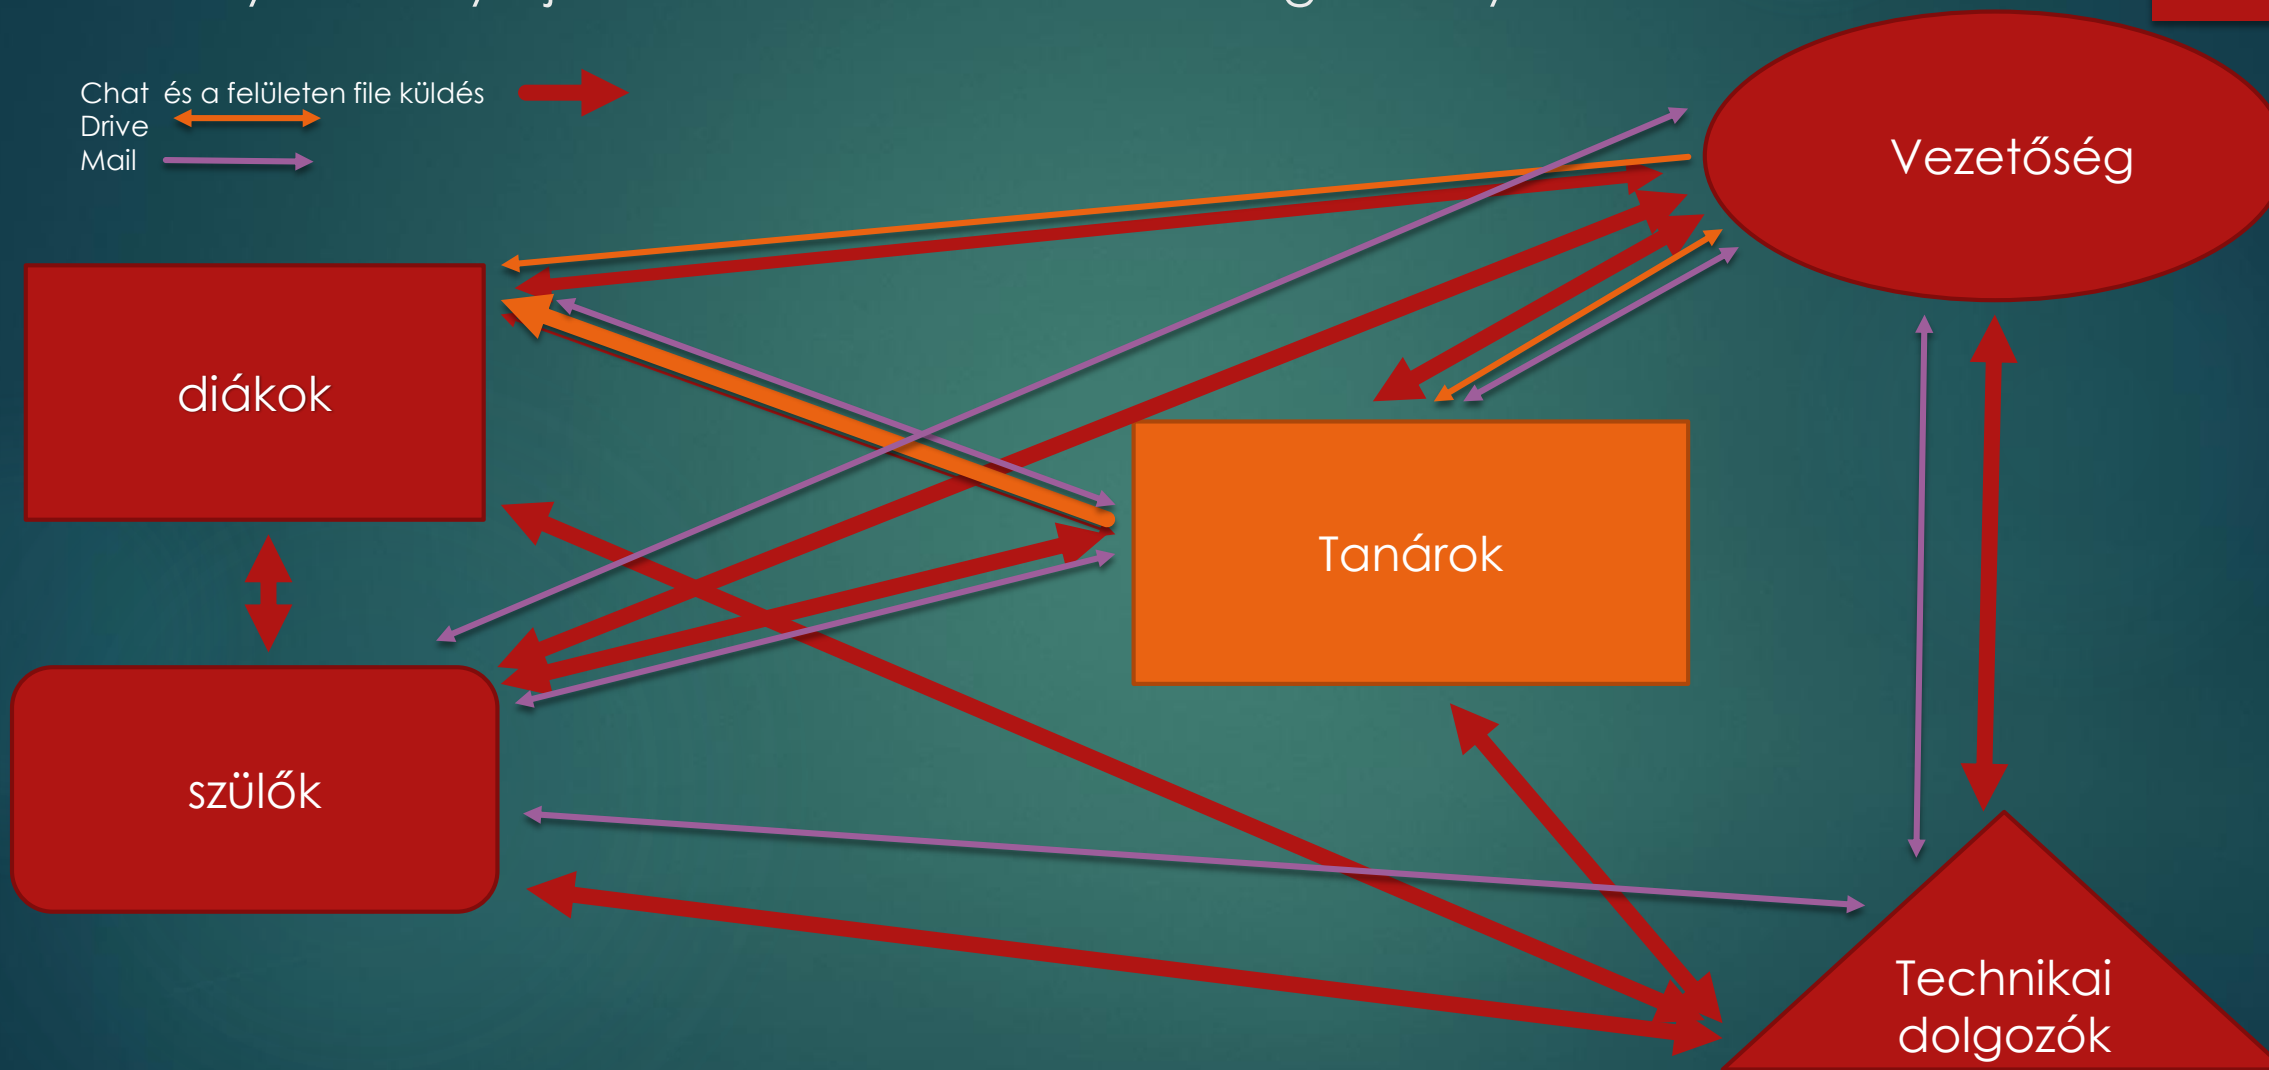 Chat és a felületen file küldés
Drive
Mail
Vezetőség
diákok
Tanárok
szülők
Technikai
dolgozók